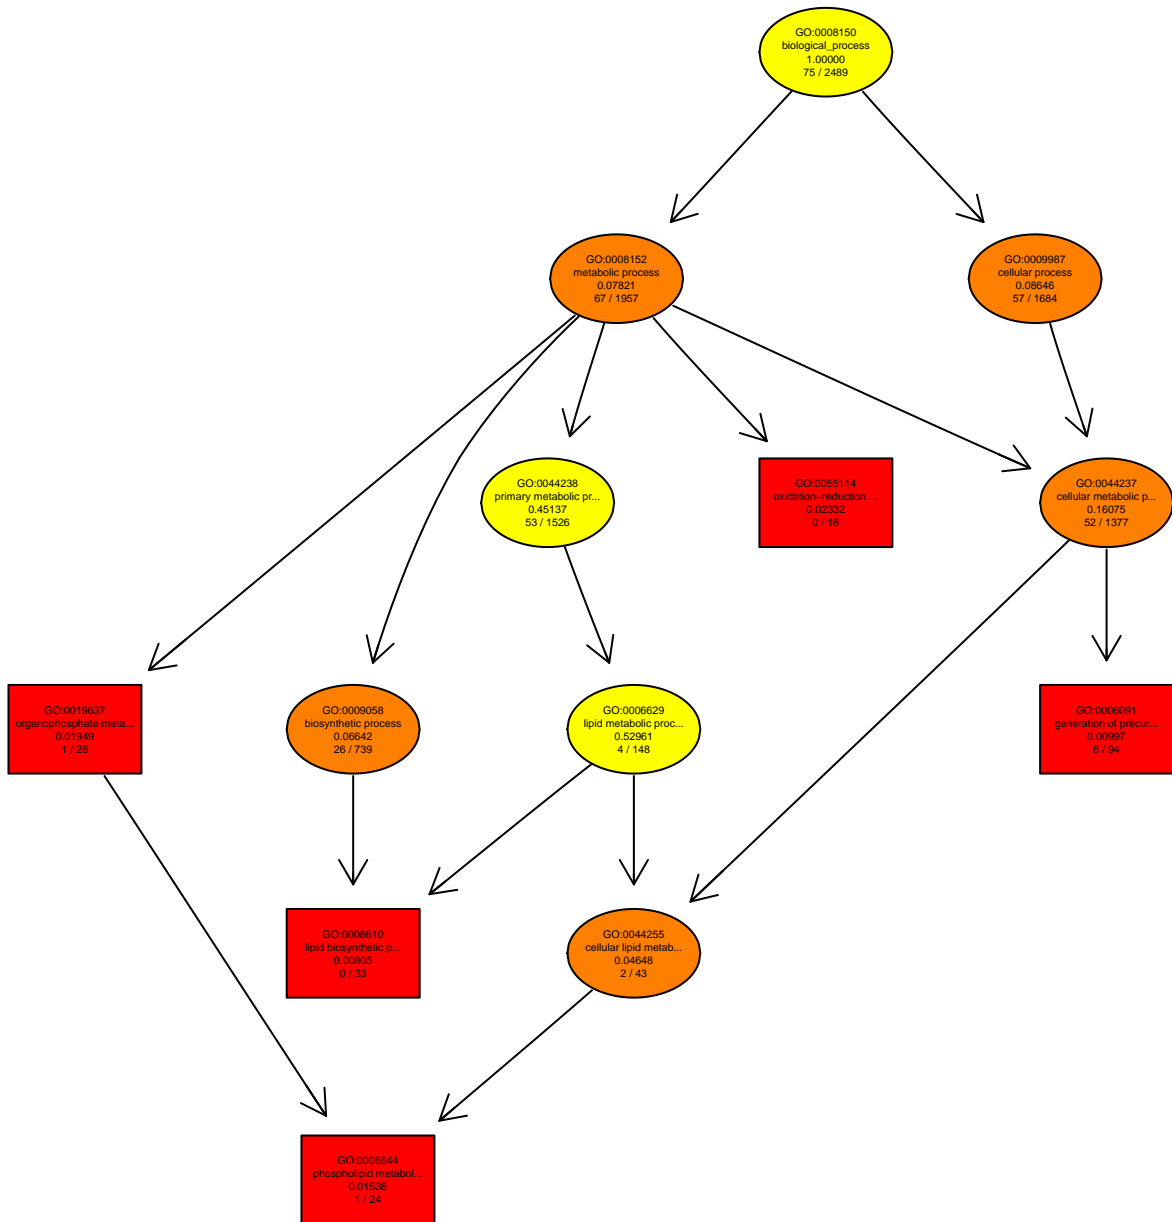 GO:0008150
biological_process
1.00000
75 / 2489
GO:0008152
metabolic process
0.07821
67 / 1957
GO:0009987
cellular process
0.08646
57 / 1684
GO:0044238
primary metabolic pr...
0.45137
53 / 1526
GO:0055114
oxidation−reduction ...
0.02332
0 / 18
GO:0044237
cellular metabolic p...
0.16075
52 / 1377
GO:0019637
organophosphate meta...
0.01949
1 / 26
GO:0009058
biosynthetic process
0.06642
26 / 739
GO:0006629
lipid metabolic proc...
0.52961
4 / 148
GO:0006091
generation of precur...
0.00997
6 / 94
GO:0008610
lipid biosynthetic p...
0.00805
0 / 33
GO:0044255
cellular lipid metab...
0.04648
2 / 43
GO:0006644
phospholipid metabol...
0.01538
1 / 24